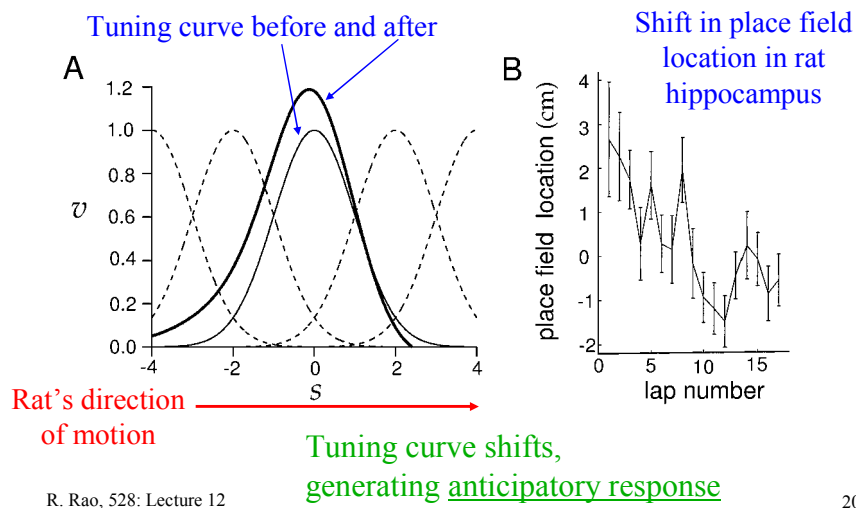 Tuning curve before and after
Shift in place field
location in rat
hippocampus
A
1.2
1.0
0.8
0.6
0.4
0.2
0.0
v
-4
-2
0
2
4
s
B
4
3
2
1
0
-1
-2
place field location (cm)
0
5
10
15
lap number
Rat's direction
of motion
Tuning curve shifts,
generating anticipatory response
R. Rao, 528: Lecture 12
20